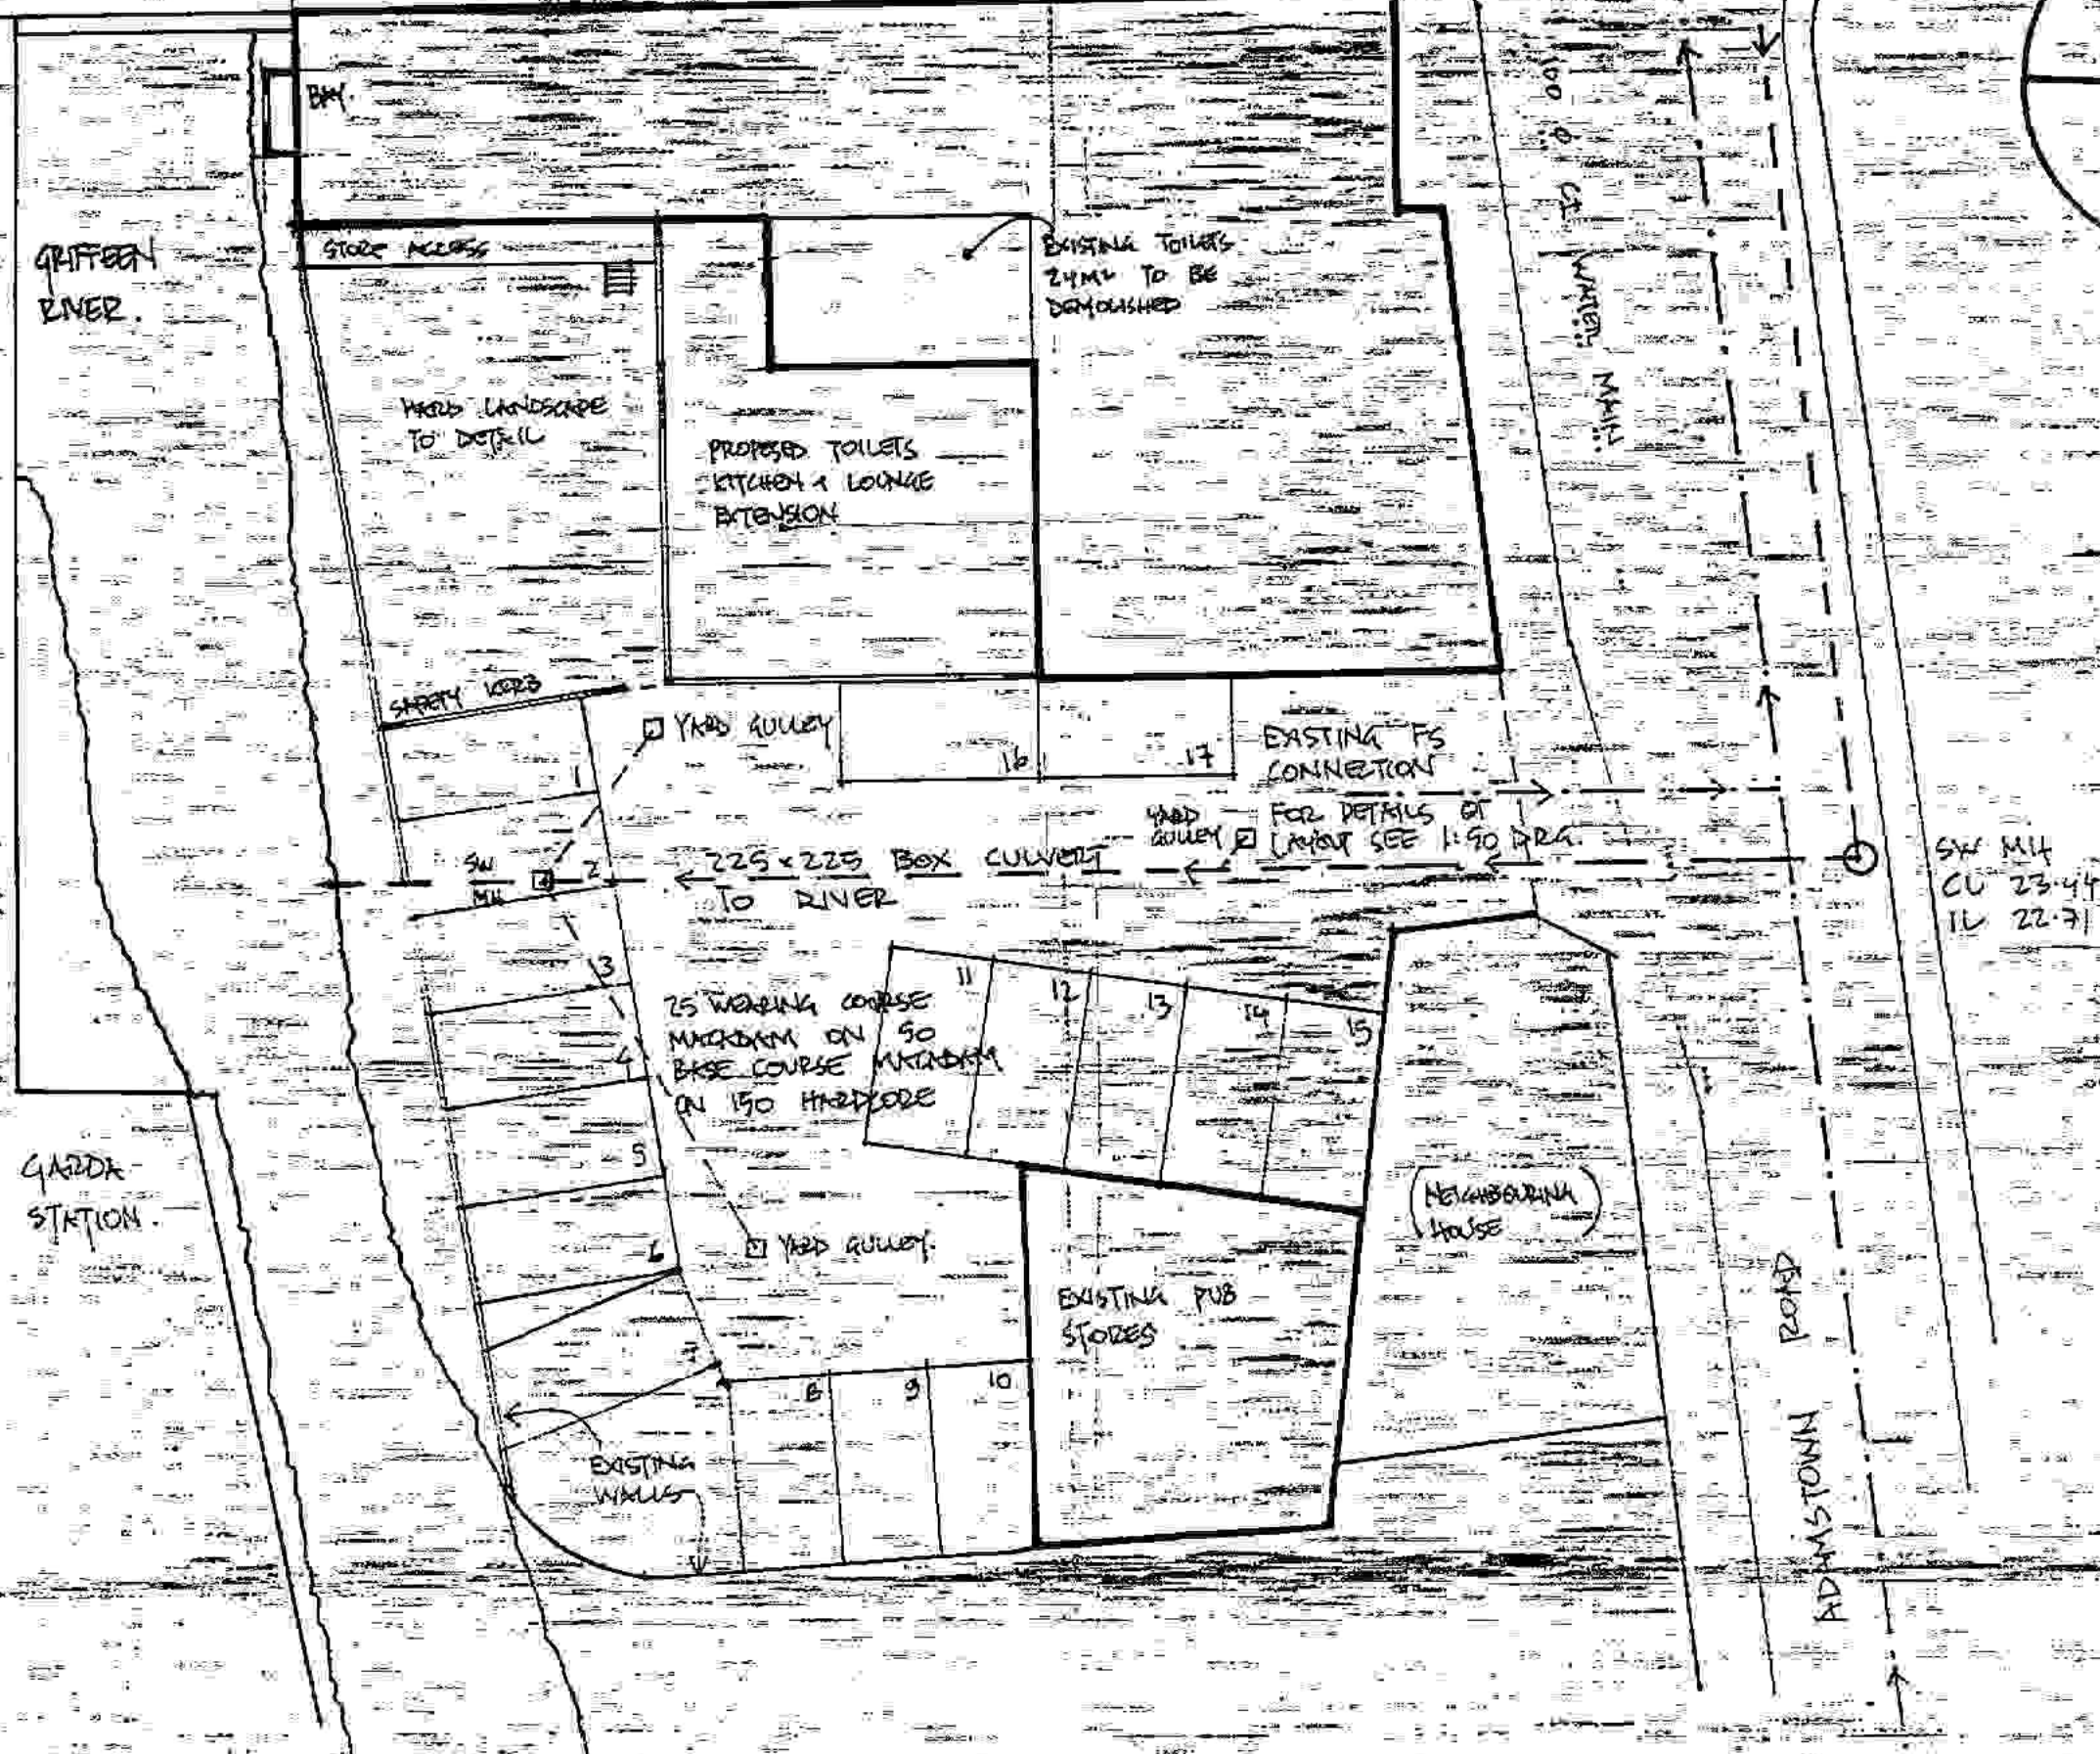 BAY.
GRIFFEEN
RIVER.
STORE ACCESS
EXISTING TOILETS
24M² TO BE
DEMOLISHED
100 Ø C.I. WATER MAIN
HARD LANDSCAPE
TO DETAIL
PROPOSED TOILETS
KITCHEN + LOUNGE
EXTENSION
SAFETY KERB
YARD GULLEY
1
16
17
EXISTING FS
CONNECTION
FOR DETAILS OF
LAYOUT SEE 1:50 DRG.
YARD
GULLEY
SW
MH
2
225 x 225 BOX CULVERT
TO RIVER
SW MH
CL 23.44
IL 22.71
3
4
5
6
25 WEARING COURSE
MACADAM ON 50
BASE COURSE MACADAM
ON 150 HARDCORE
11
12
13
14
15
GARDA
STATION.
YARD GULLEY.
(NEIGHBOURING
HOUSE)
EXISTING PUB
STORES
7
8
9
10
EXISTING
WALLS
ADAMSTOWN ROAD